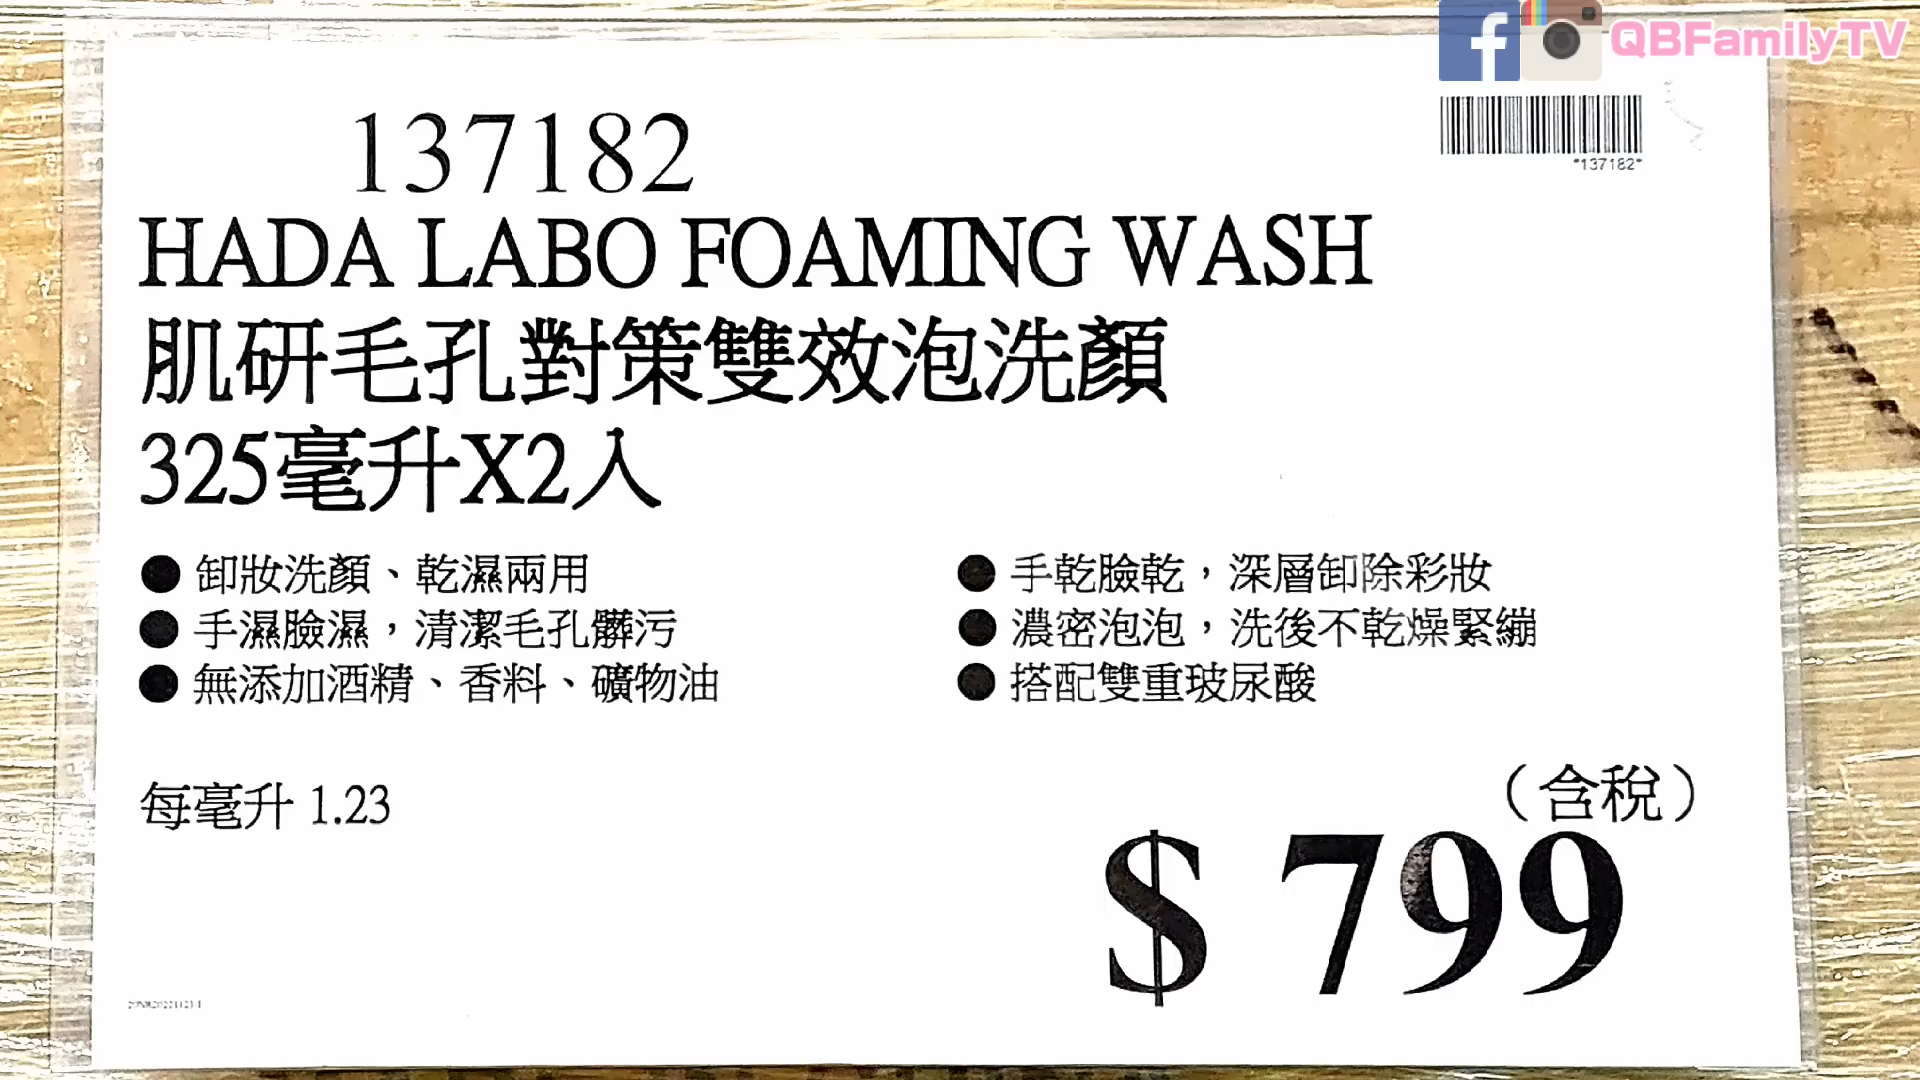 QBFamilyTV
*137182*
137182
HADA LABO FOAMING WASH
肌研毛孔對策雙效泡洗顏
325毫升X2入
● 卸妝洗顏、乾濕兩用
● 手濕臉濕，清潔毛孔髒污
● 無添加酒精、香料、礦物油
● 手乾臉乾，深層卸除彩妝
● 濃密泡泡，洗後不乾燥緊繃
● 搭配雙重玻尿酸
每毫升 1.23
（含稅）
$ 799